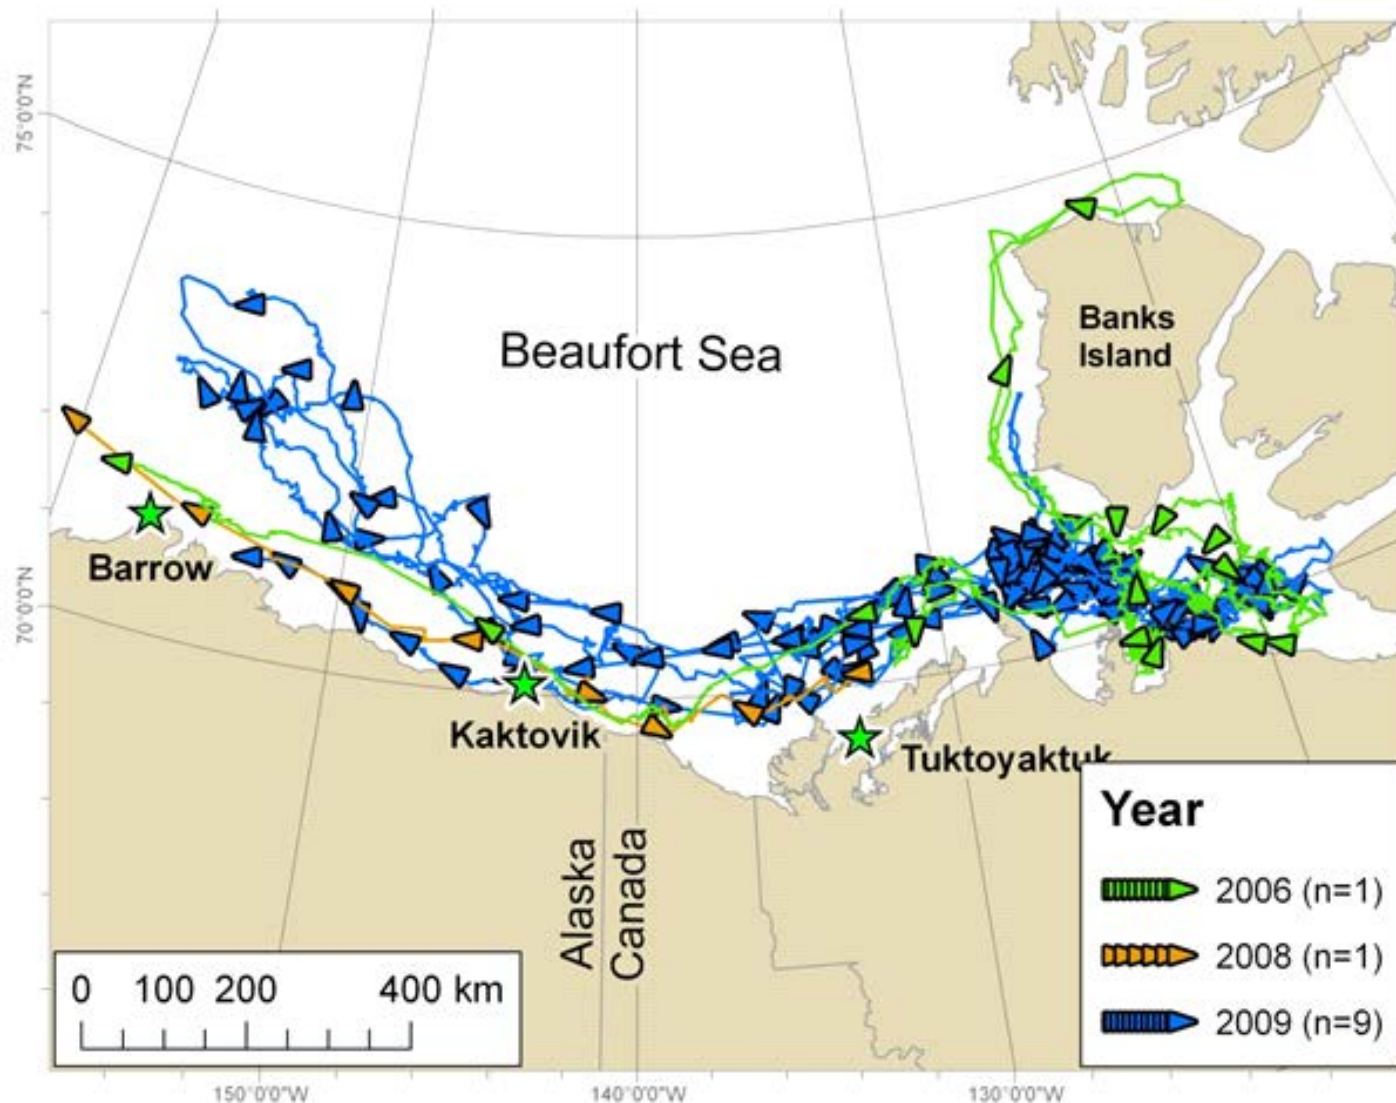 75°0'0"N
Banks
Island
Beaufort Sea
Barrow
70°0'0"N
Kaktovik
Tuktoyaktuk
Alaska
Canada
Year
2006 (n=1)
2008 (n=1)
2009 (n=9)
0 100 200 400 km
150°0'0"W
140°0'0"W
130°0'0"W